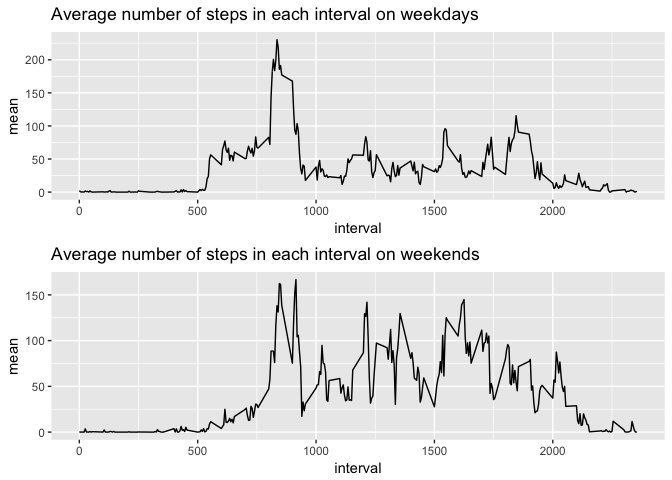 Average number of steps in each interval on weekdays
200
150
100
50
0
mean
0 500 1000 1500 2000
interval
Average number of steps in each interval on weekends
150
100
50
0
mean
0 500 1000 1500 2000
interval